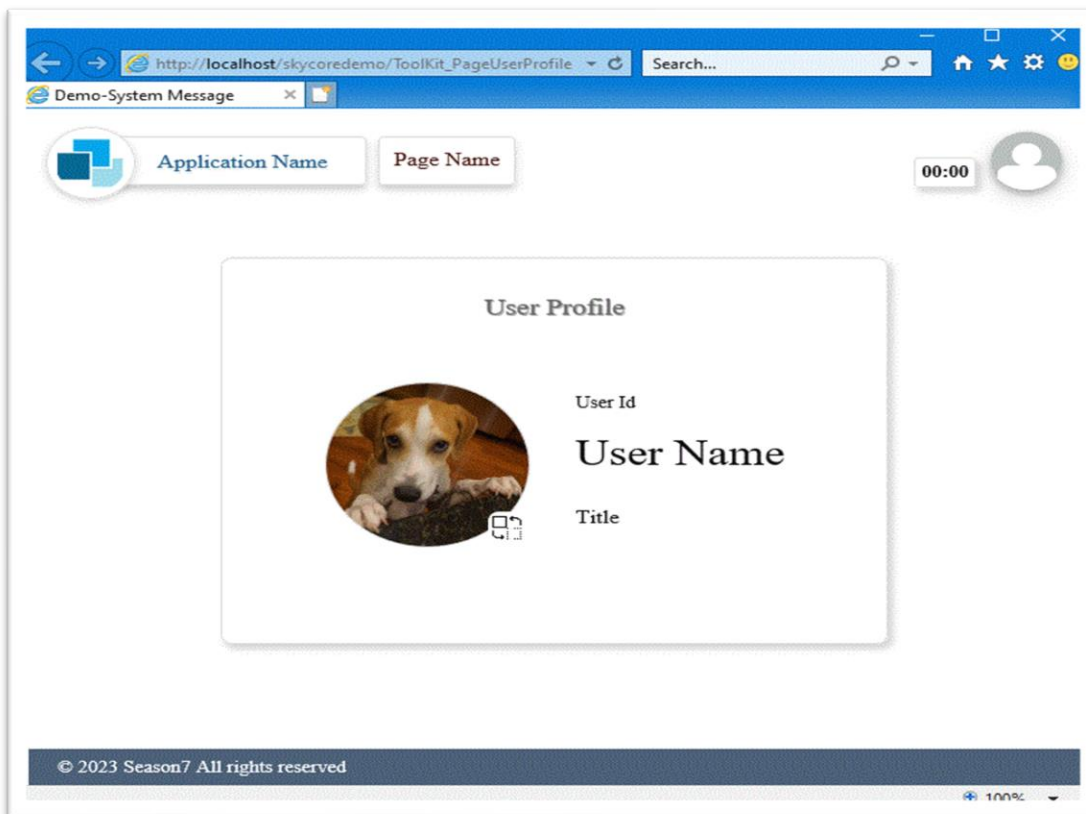 http://localhost/skycoredemo/ToolKit_PageUserProfile
Search...
Demo-System Message
Application Name
Page Name
00:00
User Profile
User Id
User Name
Title
© 2023 Season7 All rights reserved
100%